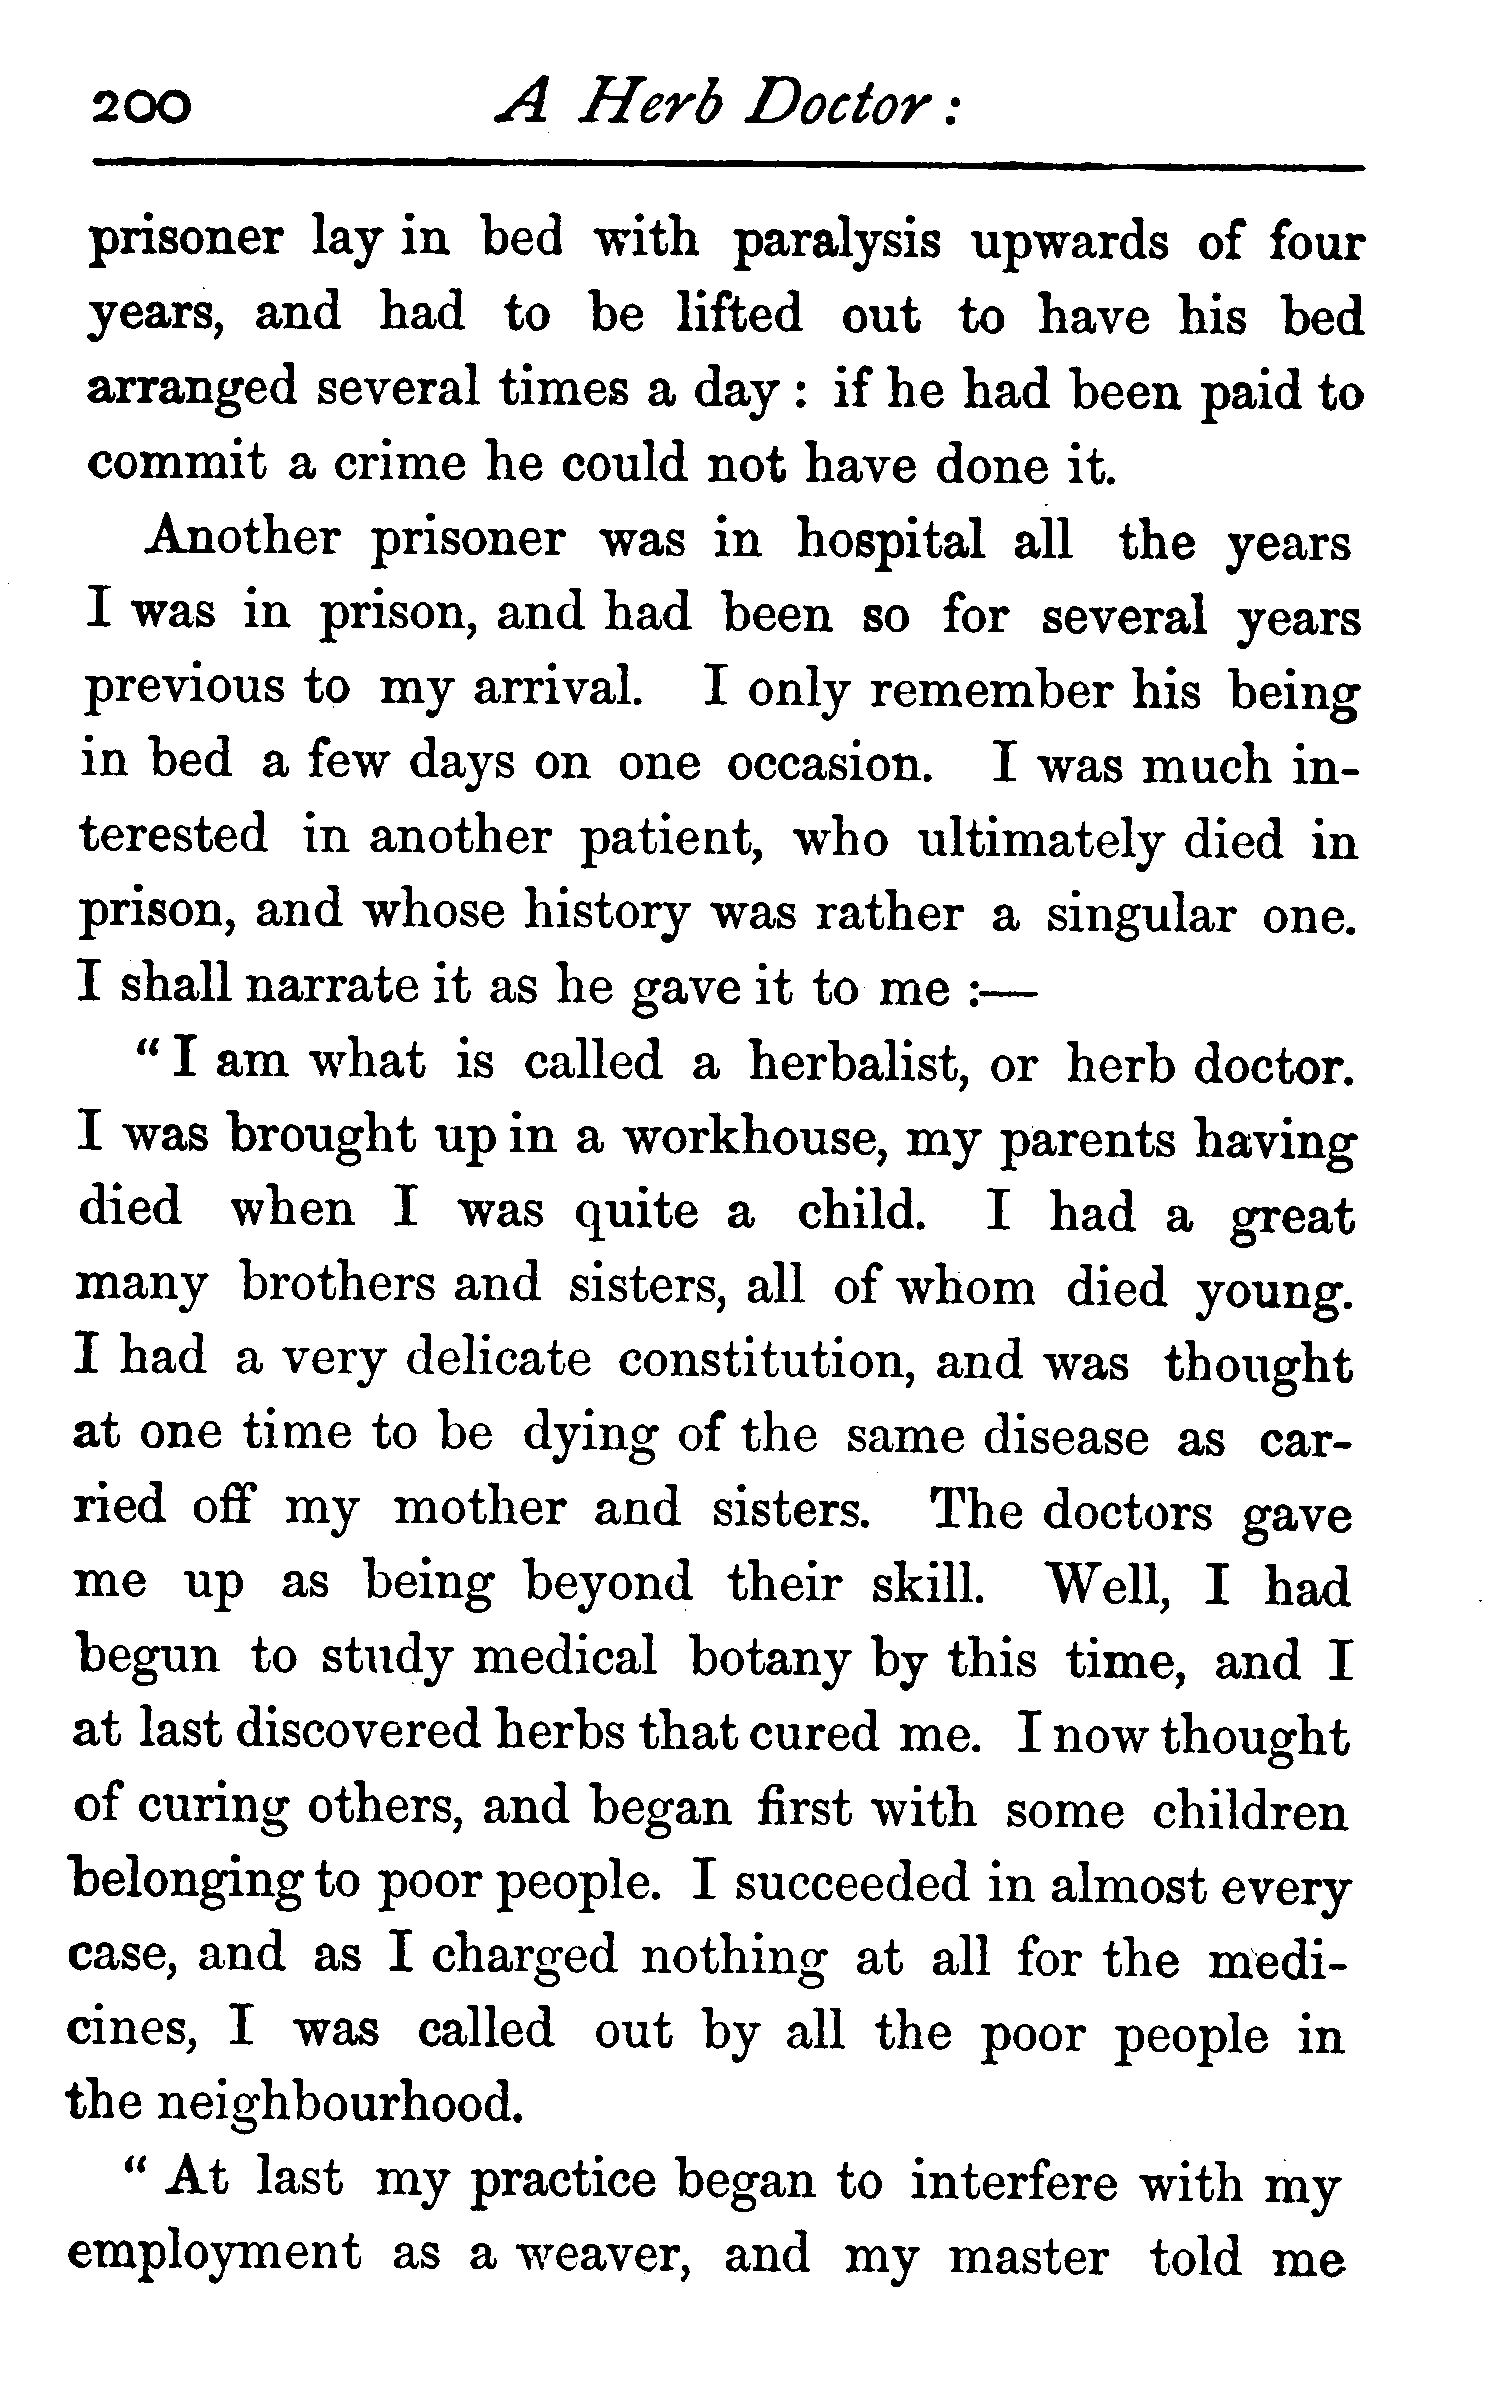 200 A Herb Doctor :
prisoner lay in bed with paralysis upwards of four
years, and had to be lifted out to have his bed
arranged several times a day : if he had been paid to
commit a crime he could not have done it.
Another prisoner was in hospital all the years
I was in prison, and had been so for several years
previous to my arrival. I only remember his being
in bed a few days on one occasion. I was much in-
terested in another patient, who ultimately died in
prison, and whose history was rather a singular one.
I shall narrate it as he gave it to me :—
“ I am what is called a herbalist, or herb doctor.
I was brought up in a workhouse, my parents having
died when I was quite a child. I had a great
many brothers and sisters, all of whom died young.
I had a very delicate constitution, and was thought
at one time to be dying of the same disease as car-
ried off my mother and sisters. The doctors gave
me up as being beyond their skill. Well, I had
begun to study medical botany by this time, and I
at last discovered herbs that cured me. I now thought
of curing others, and began first with some children
belonging to poor people. I succeeded in almost every
case, and as I charged nothing at all for the medi-
cines, I was called out by all the poor people in
the neighbourhood.
“ At last my practice began to interfere with my
employment as a weaver, and my master told me